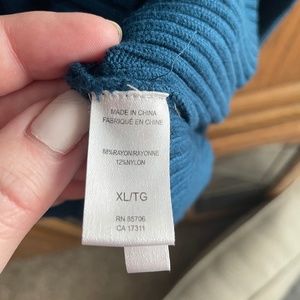 MADE IN CHINA
FABRIQUÉ EN CHINE
88%RAYON/RAYONNE
12%NYLON
XL/TG
RN 85706
CA 17311